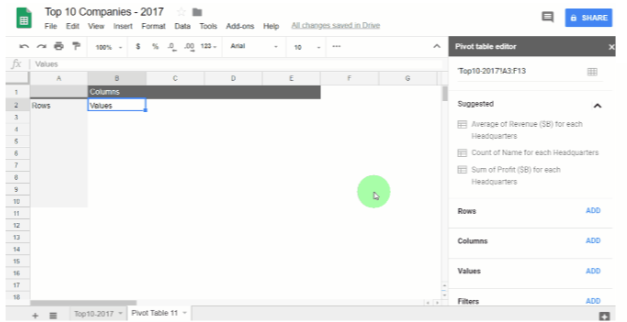 Top 10 Companies - 2017
File Edit View Insert Format Data Tools Add-ons Help All changes saved in Drive
SHARE
100% $ % .0 .00 123 Arial 10
Pivot table editor
fx Values
'Top10-2017'!A3:F13
A B C D E F G
1 Columns
2 Rows Values
3
4
5
6
7
8
9
10
11
12
13
14
15
16
17
18
Suggested
Average of Revenue ($B) for each
Headquarters
Count of Name for each Headquarters
Sum of Profit ($B) for each
Headquarters
Rows ADD
Columns ADD
Values ADD
Filters ADD
Top10-2017 Pivot Table 11